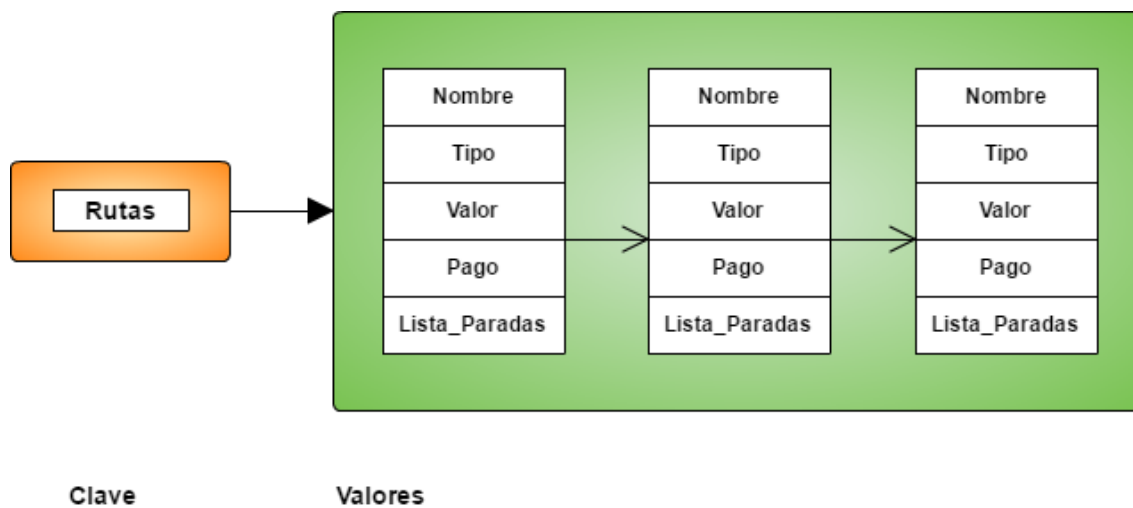 Rutas
Nombre
Tipo
Valor
Pago
Lista_Paradas
Nombre
Tipo
Valor
Pago
Lista_Paradas
Nombre
Tipo
Valor
Pago
Lista_Paradas
Clave
Valores